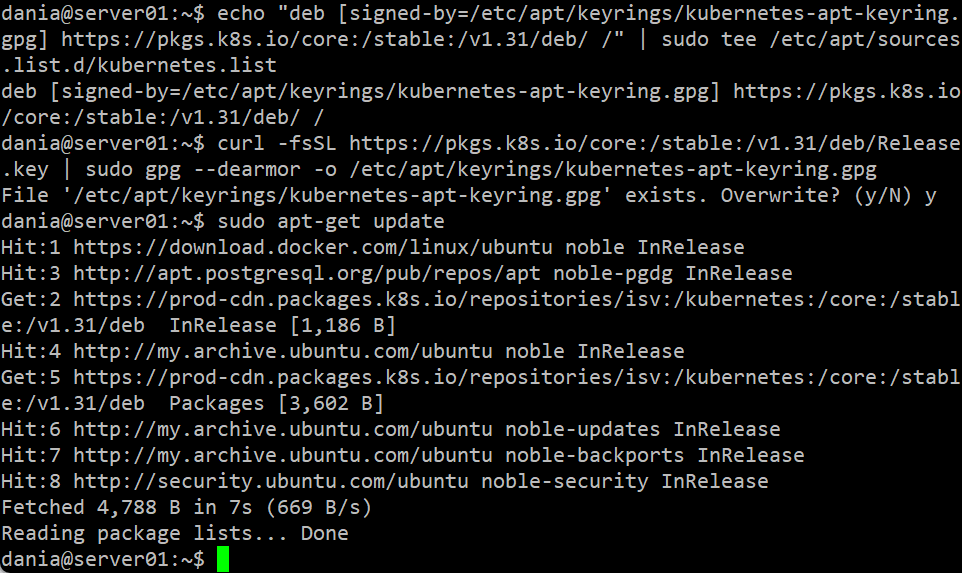 dania@server01:~$ echo "deb [signed-by=/etc/apt/keyrings/kubernetes-apt-keyring.
gpg] https://pkgs.k8s.io/core:/stable:/v1.31/deb/ /" | sudo tee /etc/apt/sources
.list.d/kubernetes.list
deb [signed-by=/etc/apt/keyrings/kubernetes-apt-keyring.gpg] https://pkgs.k8s.io
/core:/stable:/v1.31/deb/ /
dania@server01:~$ curl -fsSL https://pkgs.k8s.io/core:/stable:/v1.31/deb/Release
.key | sudo gpg --dearmor -o /etc/apt/keyrings/kubernetes-apt-keyring.gpg
File '/etc/apt/keyrings/kubernetes-apt-keyring.gpg' exists. Overwrite? (y/N) y
dania@server01:~$ sudo apt-get update
Hit:1 https://download.docker.com/linux/ubuntu noble InRelease
Hit:3 http://apt.postgresql.org/pub/repos/apt noble-pgdg InRelease
Get:2 https://prod-cdn.packages.k8s.io/repositories/isv:/kubernetes:/core:/stabl
e:/v1.31/deb  InRelease [1,186 B]
Hit:4 http://my.archive.ubuntu.com/ubuntu noble InRelease
Get:5 https://prod-cdn.packages.k8s.io/repositories/isv:/kubernetes:/core:/stabl
e:/v1.31/deb  Packages [3,602 B]
Hit:6 http://my.archive.ubuntu.com/ubuntu noble-updates InRelease
Hit:7 http://my.archive.ubuntu.com/ubuntu noble-backports InRelease
Hit:8 http://security.ubuntu.com/ubuntu noble-security InRelease
Fetched 4,788 B in 7s (669 B/s)
Reading package lists... Done
dania@server01:~$